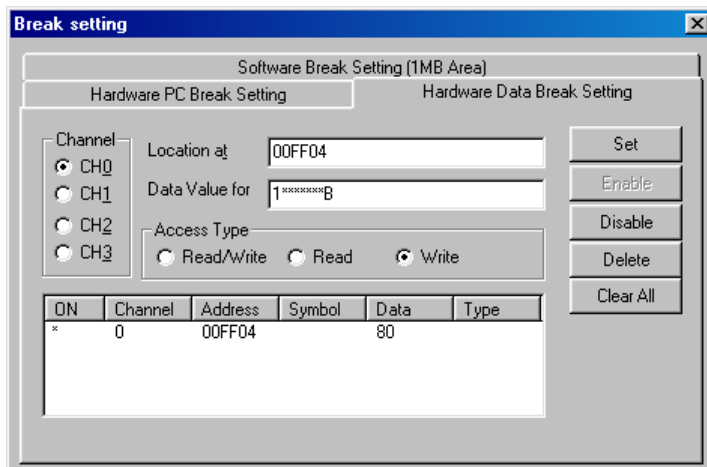 Break setting
Software Break Setting (1MB Area)
Hardware PC Break Setting
Hardware Data Break Setting
Channel
CH0
CH1
CH2
CH3
Location at
00FF04
Data Value for
1*******B
Access Type
Read/Write
Read
Write
Set
Enable
Disable
Delete
Clear All
ON Channel Address Symbol Data Type
* 0 00FF04 80